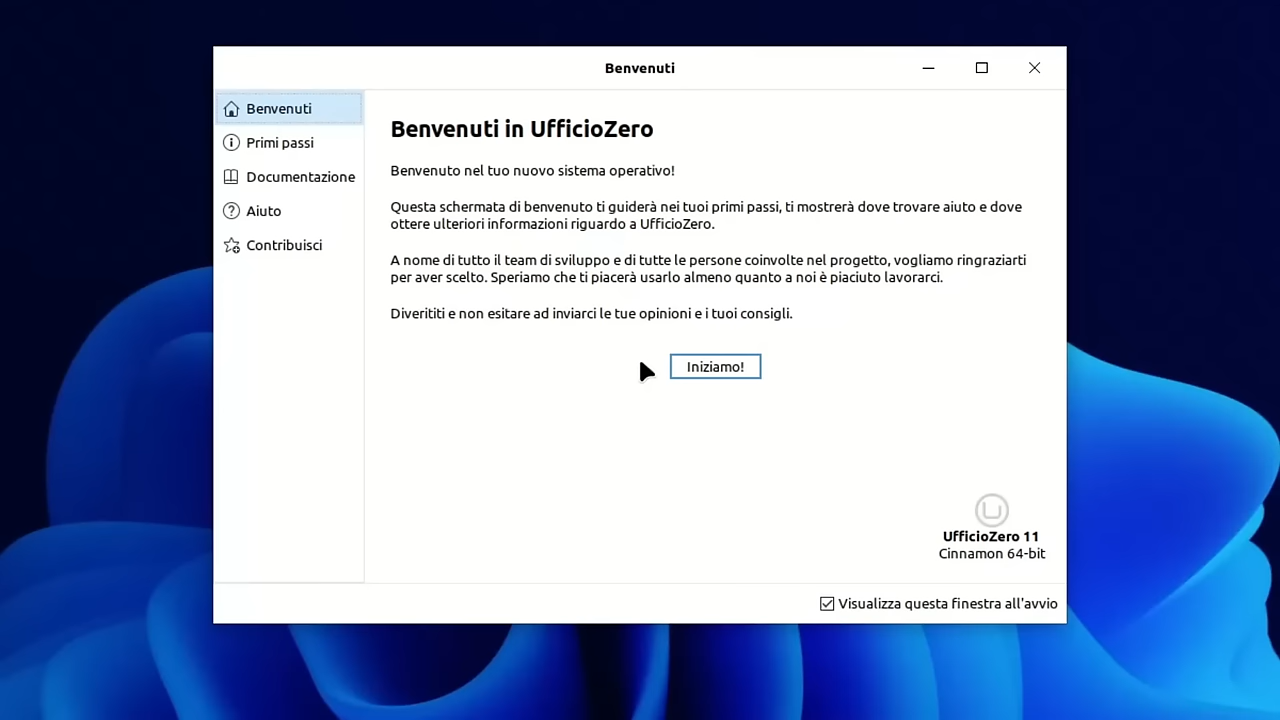 Benvenuti
Benvenuti
Primi passi
Documentazione
Aiuto
Contribuisci
Benvenuti in UfficioZero
Benvenuto nel tuo nuovo sistema operativo!
Questa schermata di benvenuto ti guiderà nei tuoi primi passi, ti mostrerà dove trovare aiuto e dove
ottere ulteriori informazioni riguardo a UfficioZero.
A nome di tutto il team di sviluppo e di tutte le persone coinvolte nel progetto, vogliamo ringraziarti
per aver scelto. Speriamo che ti piacerà usarlo almeno quanto a noi è piaciuto lavorarci.
Diverititi e non esitare ad inviarci le tue opinioni e i tuoi consigli.
Iniziamo!
UfficioZero 11
Cinnamon 64-bit
Visualizza questa finestra all'avvio